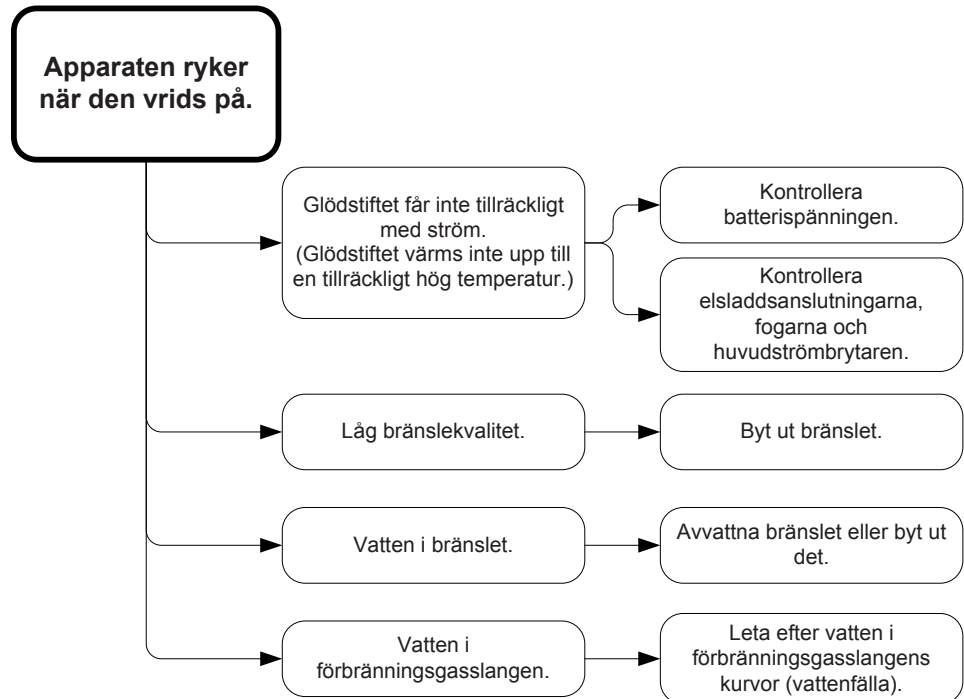 Apparaten ryker
när den vrids på.
Glödstiftet får inte tillräckligt
med ström.
(Glödstiftet värms inte upp till
en tillräckligt hög temperatur.)
Kontrollera
batterispänningen.
Kontrollera
elsladdsanslutningarna,
fogarna och
huvudströmbrytaren.
Låg bränslekvalitet.
Byt ut bränslet.
Vatten i bränslet.
Avvattna bränslet eller byt ut
det.
Vatten i
förbränningsgasslangen.
Leta efter vatten i
förbränningsgasslangens
kurvor (vattenfälla).